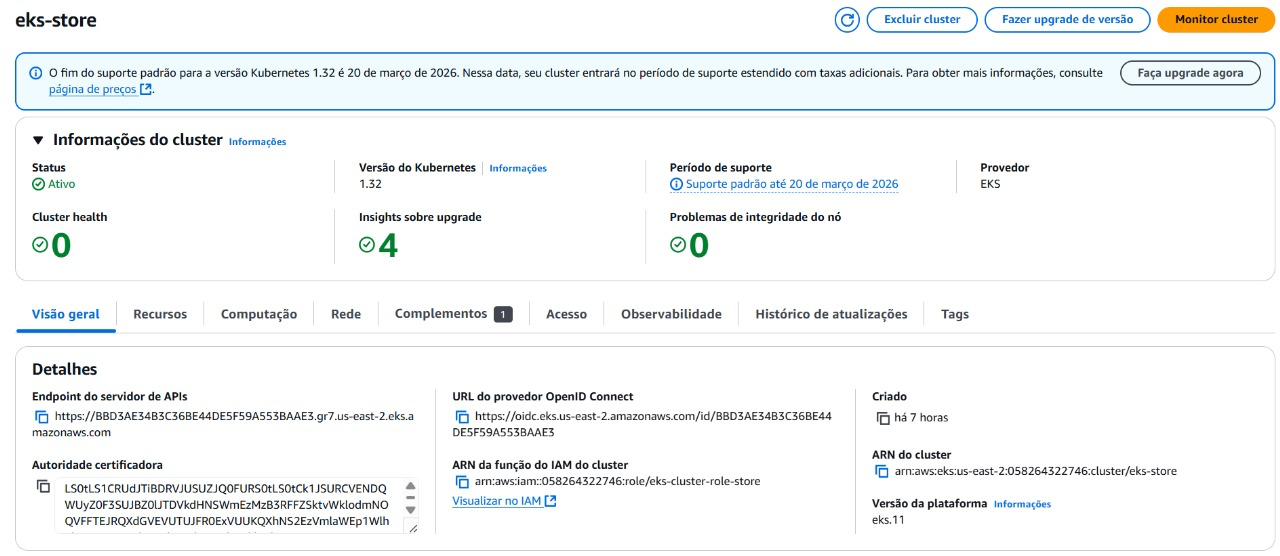 eks-store
Excluir cluster
Fazer upgrade de versão
Monitor cluster
O fim do suporte padrão para a versão Kubernetes 1.32 é 20 de março de 2026. Nessa data, seu cluster entrará no período de suporte estendido com taxas adicionais. Para obter mais informações, consulte
página de preços.
Faça upgrade agora
Informações do cluster Informações
Status
Ativo
Versão do Kubernetes Informações
1.32
Período de suporte
Suporte padrão até 20 de março de 2026
Provedor
EKS
Cluster health
0
Insights sobre upgrade
4
Problemas de integridade do nó
0
Visão geral
Recursos
Computação
Rede
Complementos 1
Acesso
Observabilidade
Histórico de atualizações
Tags
Detalhes
Endpoint do servidor de APIs
https://BBD3AE34B3C36BE44DE5F59A553BAAE3.gr7.us-east-2.eks.a
mazonaws.com
Autoridade certificadora
LS0tLS1CRUdJTiBDRVJUSUZJQ0FURS0tLS0tCk1JSURCVENDQ
WUyZ0F3SUJBZ0lJTDVkdHNSWmEzMzB3RFFZSktvWklodmNO
QVFFTEJRQXdGVEVUTUJFR0ExVUUKQXhNS2EzVmlaWEp1Wlh
URL do provedor OpenID Connect
https://oidc.eks.us-east-2.amazonaws.com/id/BBD3AE34B3C36BE44
DE5F59A553BAAE3
ARN da função do IAM do cluster
arn:aws:iam::058264322746:role/eks-cluster-role-store
Visualizar no IAM
Criado
há 7 horas
ARN do cluster
arn:aws:eks:us-east-2:058264322746:cluster/eks-store
Versão da plataforma Informações
eks.11